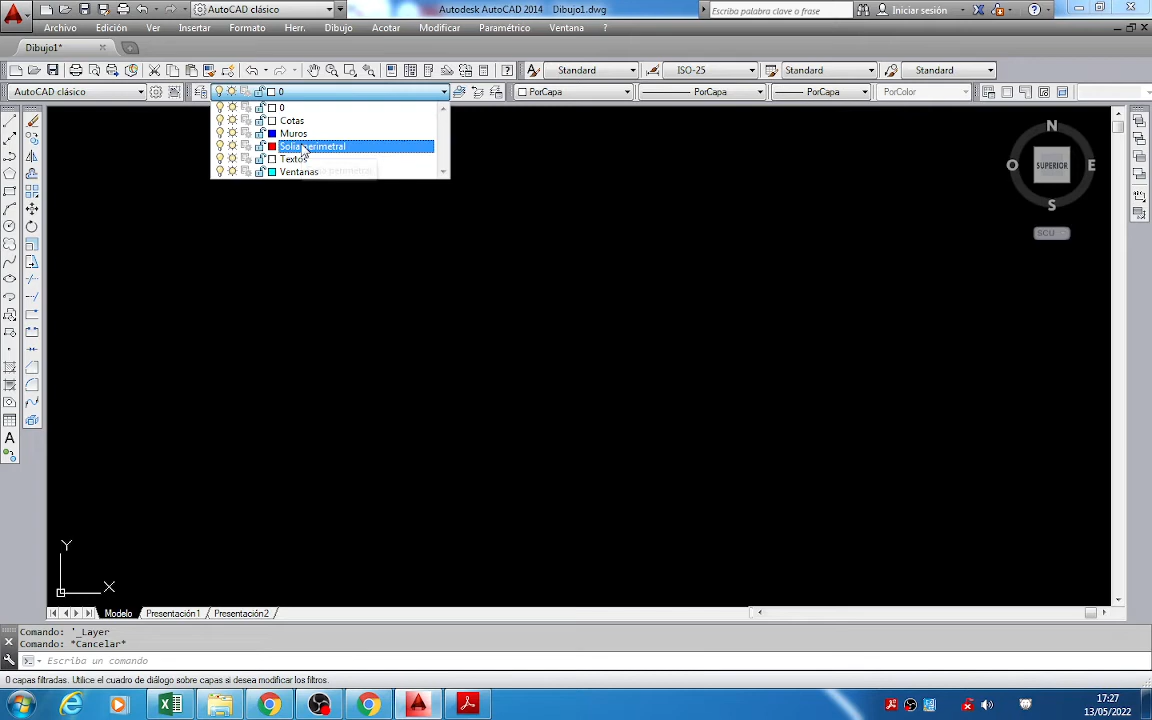 AutoCAD clásico
Autodesk AutoCAD 2014 Dibujo1.dwg
Escriba palabra clave o frase
Iniciar sesión
Archivo Edición Ver Insertar Formato Herr. Dibujo Acotar Modificar Paramétrico Ventana ?
Dibujo1*
Standard ISO-25 Standard Standard
AutoCAD clásico 0 PorCapa PorCapa PorCapa PorColor
0
Cotas
Muros
Solia perimetral
Textos
Ventanas
N
O SUPERIOR E
S
SCU
Y
X
Modelo Presentación1 Presentación2
Comando: '_Layer
Comando: *Cancelar*
Escriba un comando
0 capas filtradas. Utilice el cuadro de diálogo sobre capas si desea modificar los filtros.
17:27
13/05/2022